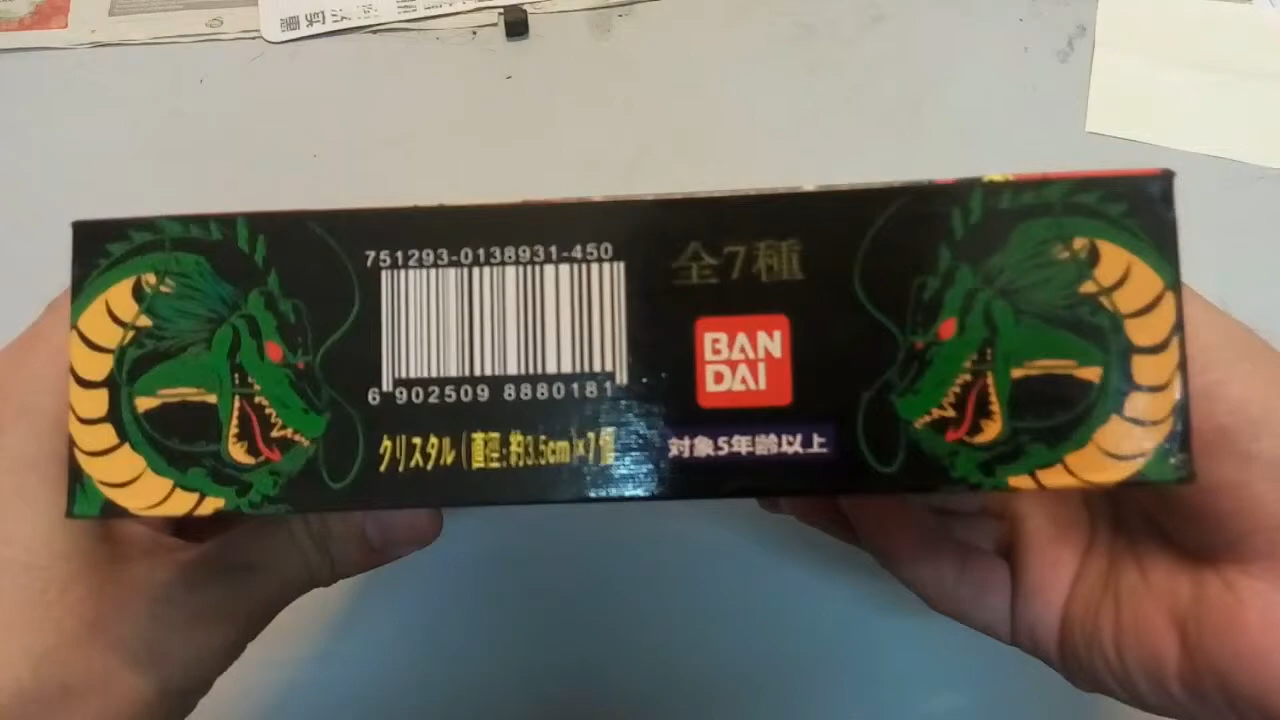 751293-0138931-450
6 902509 8880181
クリスタル (直径:約3.5cm)×7個
全7種
BAN
DAI
対象5年齢以上